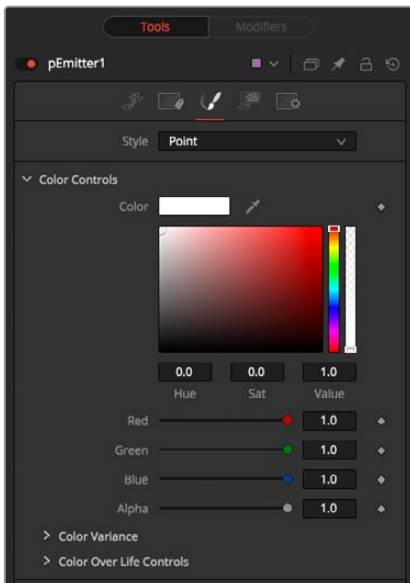 Tools Modifiers
pEmitter1
Style Point
Color Controls
Color
0.0 0.0 1.0
Hue Sat Value
Red 1.0
Green 1.0
Blue 1.0
Alpha 1.0
Color Variance
Color Over Life Controls